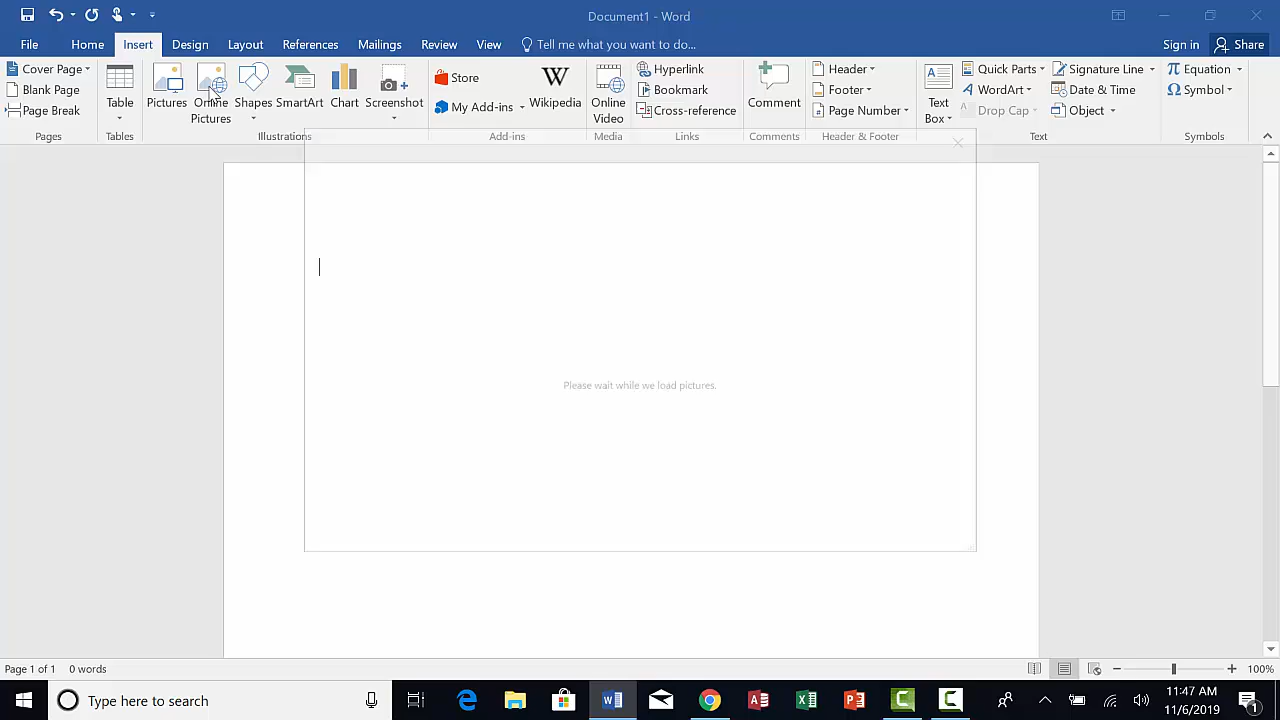 Document1 - Word
File Home Insert Design Layout References Mailings Review View Tell me what you want to do... Sign in Share
Cover Page
Blank Page
Page Break
Pages
Table
Tables
Pictures
Online Pictures
Shapes
SmartArt
Chart
Screenshot
Illustrations
Store
My Add-ins
W
Wikipedia
Add-ins
Online Video
Media
Hyperlink
Bookmark
Cross-reference
Links
Comment
Comments
Header
Footer
Page Number
Header & Footer
A
Text Box
Quick Parts
WordArt
Drop Cap
Signature Line
Date & Time
Object
Text
π Equation
Ω Symbol
Symbols
Please wait while we load pictures.
Page 1 of 1 0 words
100%
Type here to search
11:47 AM
11/6/2019
1